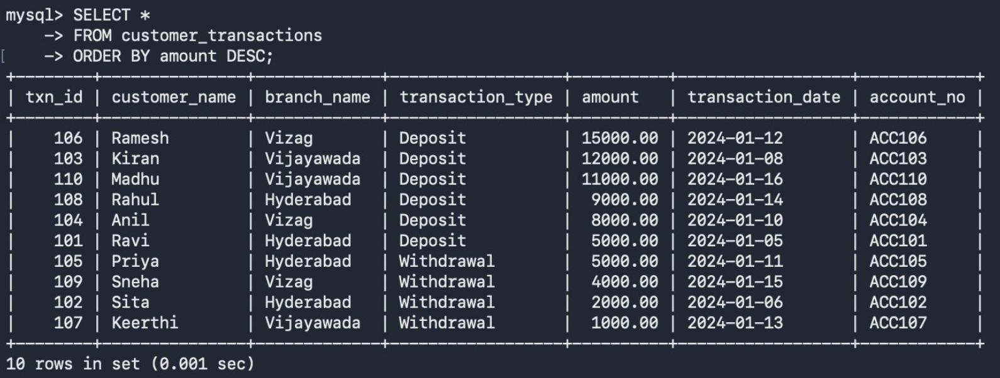 mysql> SELECT *
    -> FROM customer_transactions
[    -> ORDER BY amount DESC;
+--------+---------------+-------------+------------------+----------+------------------+------------+
| txn_id | customer_name | branch_name | transaction_type | amount   | transaction_date | account_no |
+--------+---------------+-------------+------------------+----------+------------------+------------+
|    106 | Ramesh        | Vizag       | Deposit          | 15000.00 | 2024-01-12       | ACC106     |
|    103 | Kiran         | Vijayawada  | Deposit          | 12000.00 | 2024-01-08       | ACC103     |
|    110 | Madhu         | Vijayawada  | Deposit          | 11000.00 | 2024-01-16       | ACC110     |
|    108 | Rahul         | Hyderabad   | Deposit          |  9000.00 | 2024-01-14       | ACC108     |
|    104 | Anil          | Vizag       | Deposit          |  8000.00 | 2024-01-10       | ACC104     |
|    101 | Ravi          | Hyderabad   | Deposit          |  5000.00 | 2024-01-05       | ACC101     |
|    105 | Priya         | Hyderabad   | Withdrawal       |  5000.00 | 2024-01-11       | ACC105     |
|    109 | Sneha         | Vizag       | Withdrawal       |  4000.00 | 2024-01-15       | ACC109     |
|    102 | Sita          | Hyderabad   | Withdrawal       |  2000.00 | 2024-01-06       | ACC102     |
|    107 | Keerthi       | Vijayawada  | Withdrawal       |  1000.00 | 2024-01-13       | ACC107     |
+--------+---------------+-------------+------------------+----------+------------------+------------+
10 rows in set (0.001 sec)